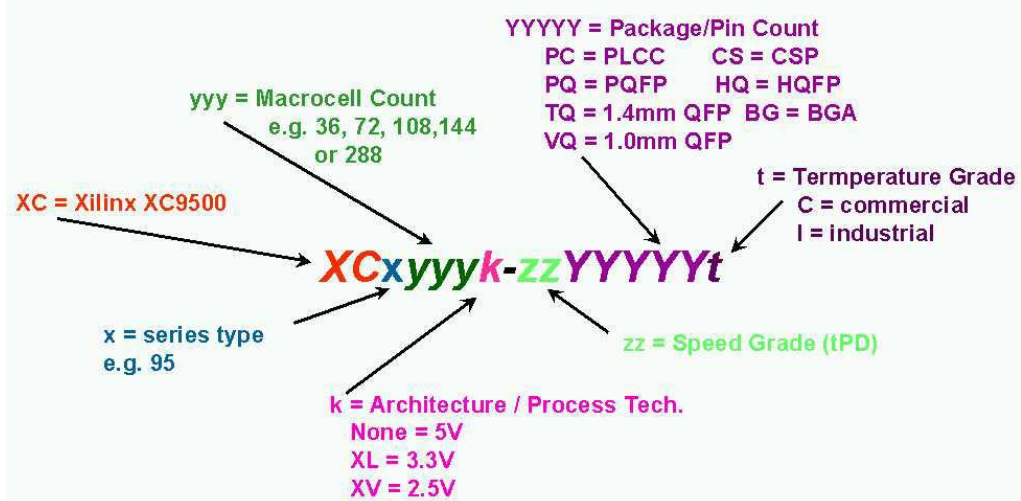 YYYYY = Package/Pin Count
PC = PLCC CS = CSP
PQ = PQFP HQ = HQFP
TQ = 1.4mm QFP BG = BGA
VQ = 1.0mm QFP
yyy = Macrocell Count
e.g. 36, 72, 108,144
or 288
t = Termperature Grade
C = commercial
I = industrial
XC = Xilinx XC9500
XCxyyyk-zzYYYYYt
x = series type
e.g. 95
zz = Speed Grade (tPD)
k = Architecture / Process Tech.
None = 5V
XL = 3.3V
XV = 2.5V